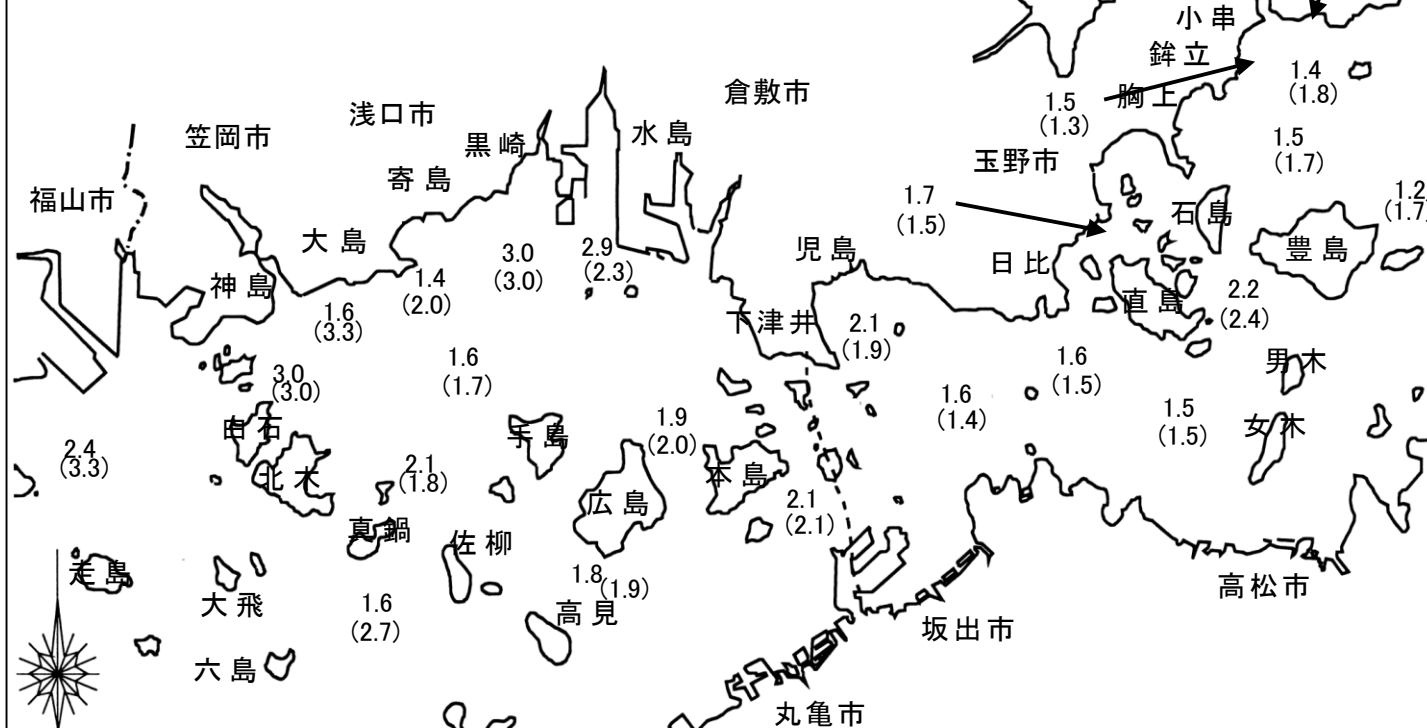 小串
鉾立
1.4
(1.8)
倉敷市
1.5
(1.3)
胸上
浅口市
笠岡市
黒崎
水島
1.5
(1.7)
玉野市
寄島
福山市
1.7
(1.5)
石島
1.2
(1.7)
大島
3.0
(3.0)
2.9
(2.3)
児島
日比
豊島
神島
1.4
(2.0)
直島
2.2
(2.4)
1.6
(3.3)
下津井
2.1
(1.9)
1.6
(1.7)
1.6
(1.5)
男木
3.0
(3.0)
1.6
(1.4)
1.5
(1.5)
白石
手島
1.9
(2.0)
女木
2.4
(3.3)
北木
2.1
(1.8)
本島
広島
2.1
(2.1)
真鍋
佐柳
走島
1.8
(1.9)
高松市
大飛
1.6
(2.7)
高見
坂出市
六島
丸亀市